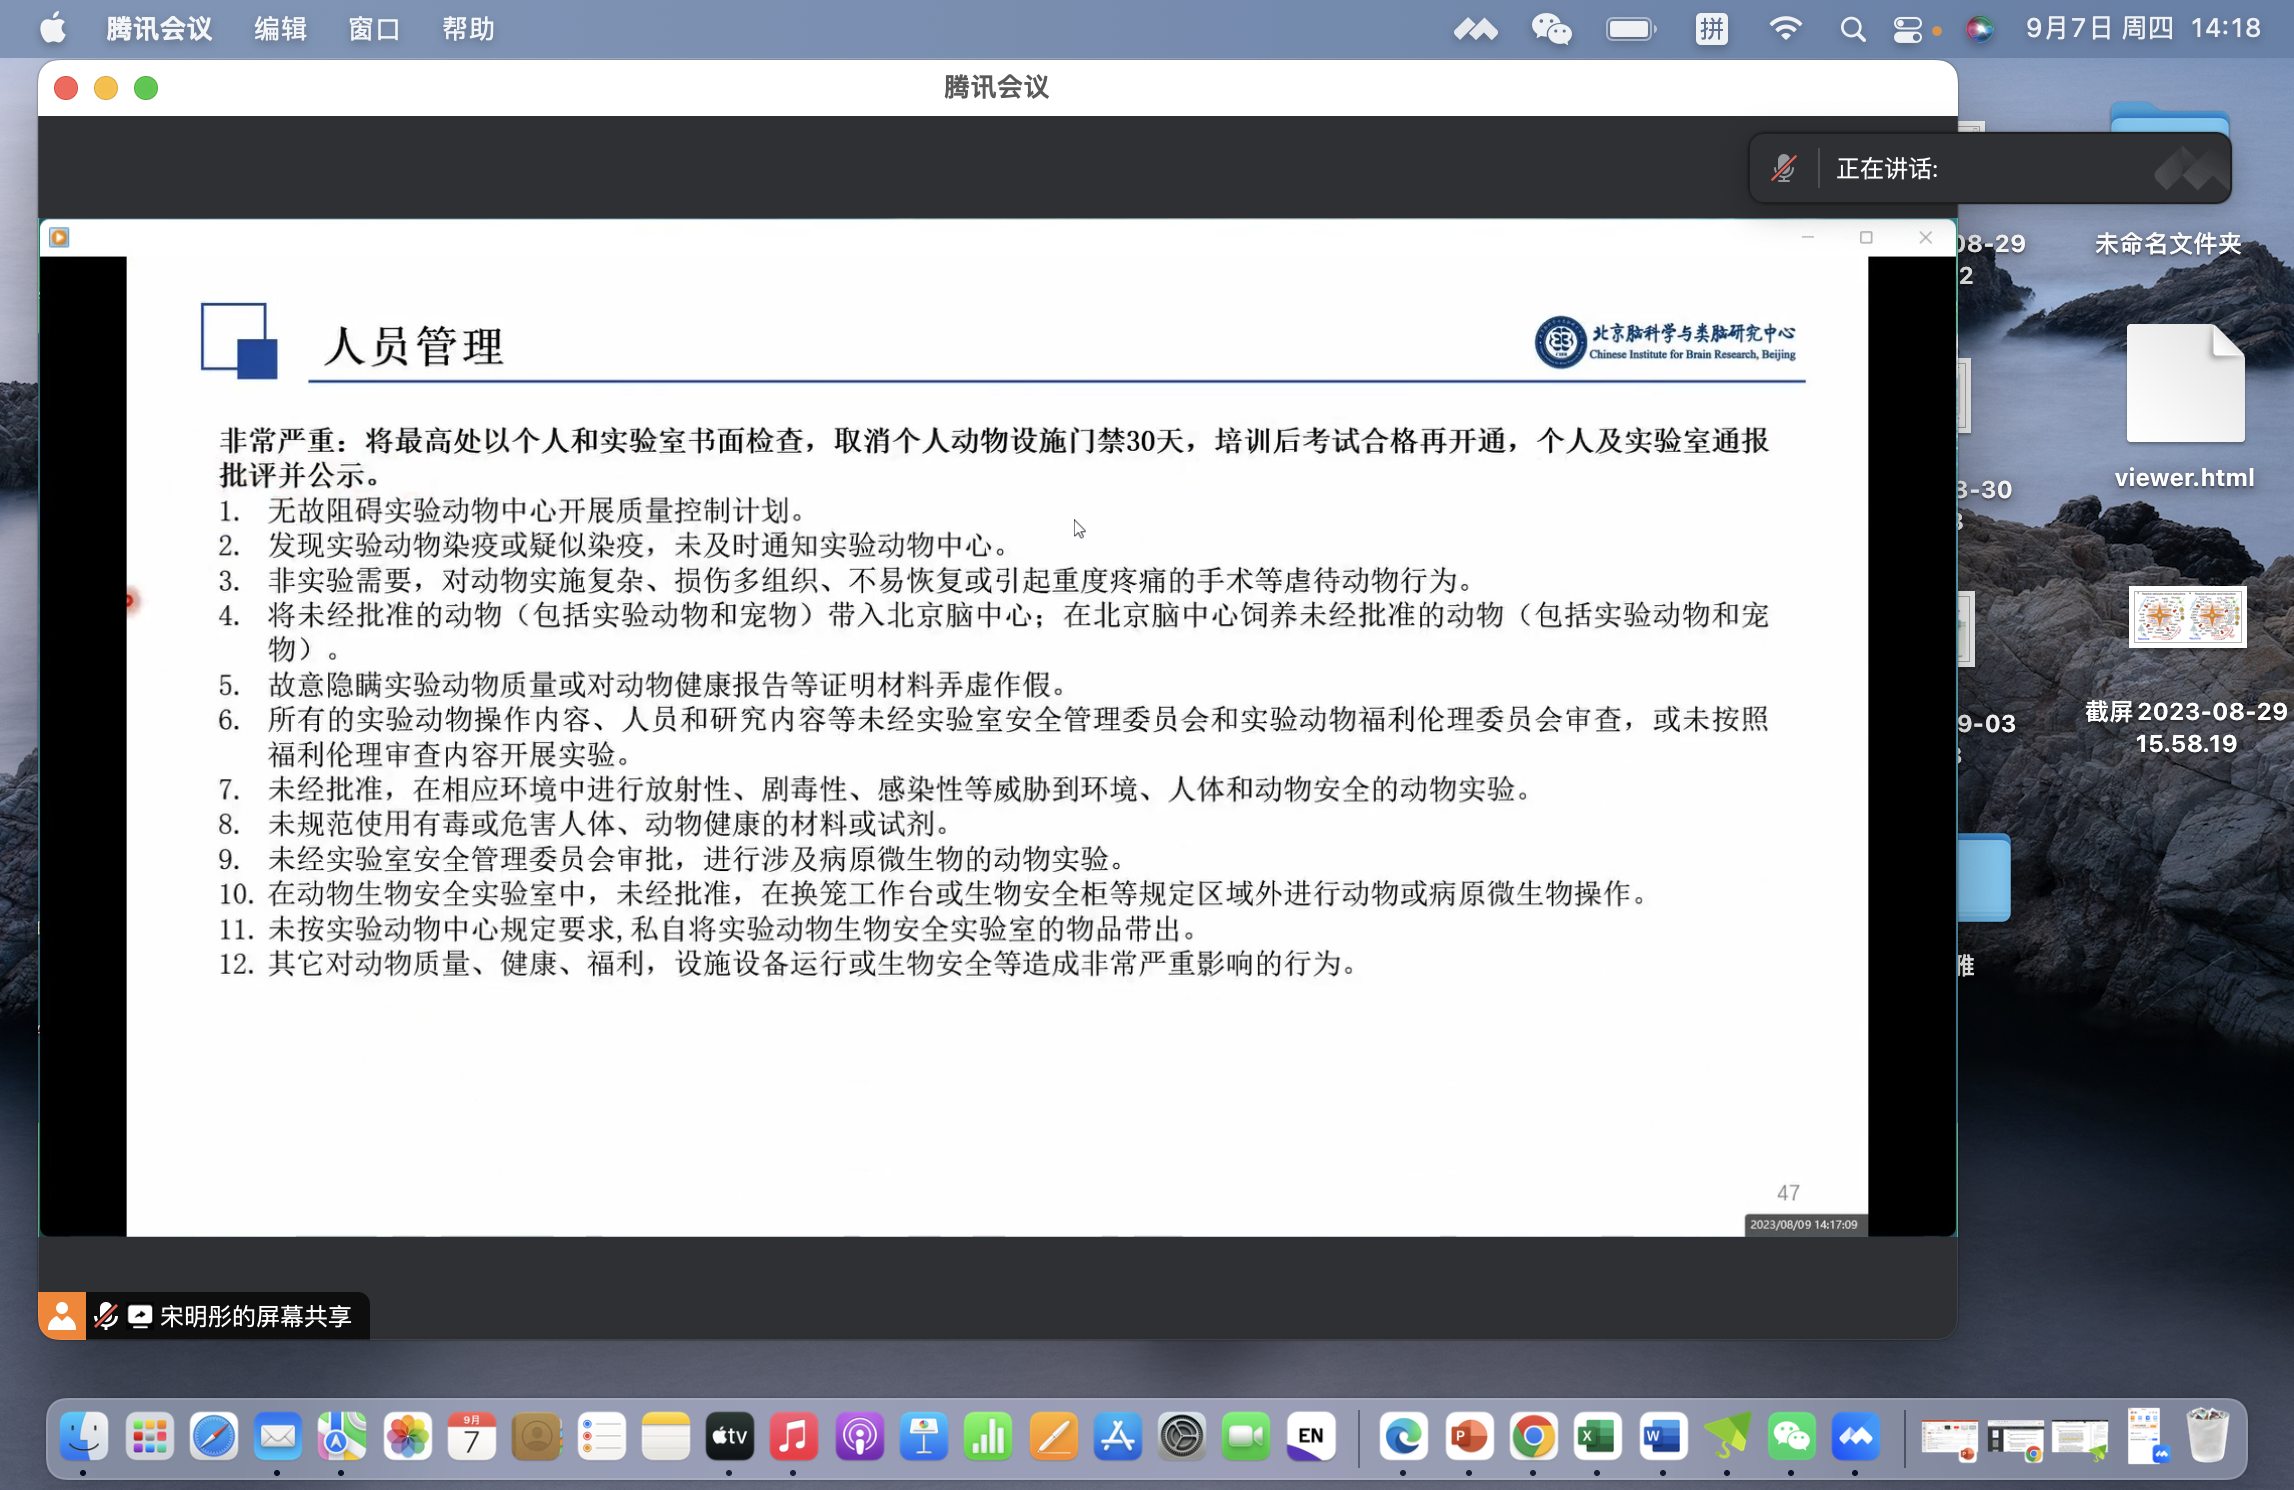 腾讯会议 编辑 窗口 帮助
拼 9月7日 周四 14:18
腾讯会议
正在讲话:
人员管理
北京脑科学与类脑研究中心
Chinese Institute for Brain Research, Beijing
非常严重：将最高处以个人和实验室书面检查，取消个人动物设施门禁30天，培训后考试合格再开通，个人及实验室通报
批评并公示。
1. 无故阻碍实验动物中心开展质量控制计划。
2. 发现实验动物染疫或疑似染疫，未及时通知实验动物中心。
3. 非实验需要，对动物实施复杂、损伤多组织、不易恢复或引起重度疼痛的手术等虐待动物行为。
4. 将未经批准的动物（包括实验动物和宠物）带入北京脑中心；在北京脑中心饲养未经批准的动物（包括实验动物和宠
物）。
5. 故意隐瞒实验动物质量或对动物健康报告等证明材料弄虚作假。
6. 所有的实验动物操作内容、人员和研究内容等未经实验室安全管理委员会和实验动物福利伦理委员会审查，或未按照
福利伦理审查内容开展实验。
7. 未经批准，在相应环境中进行放射性、剧毒性、感染性等威胁到环境、人体和动物安全的动物实验。
8. 未规范使用有毒或危害人体、动物健康的材料或试剂。
9. 未经实验室安全管理委员会审批，进行涉及病原微生物的动物实验。
10. 在动物生物安全实验室中，未经批准，在换笼工作台或生物安全柜等规定区域外进行动物或病原微生物操作。
11. 未按实验动物中心规定要求,私自将实验动物生物安全实验室的物品带出。
12. 其它对动物质量、健康、福利，设施设备运行或生物安全等造成非常严重影响的行为。
47
2023/08/09 14:17:09
宋明彤的屏幕共享
08-29
2
未命名文件夹
viewer.html
8-30
9-03
截屏2023-08-29
15.58.19
雅
9月
7
tv
EN
P
X
W